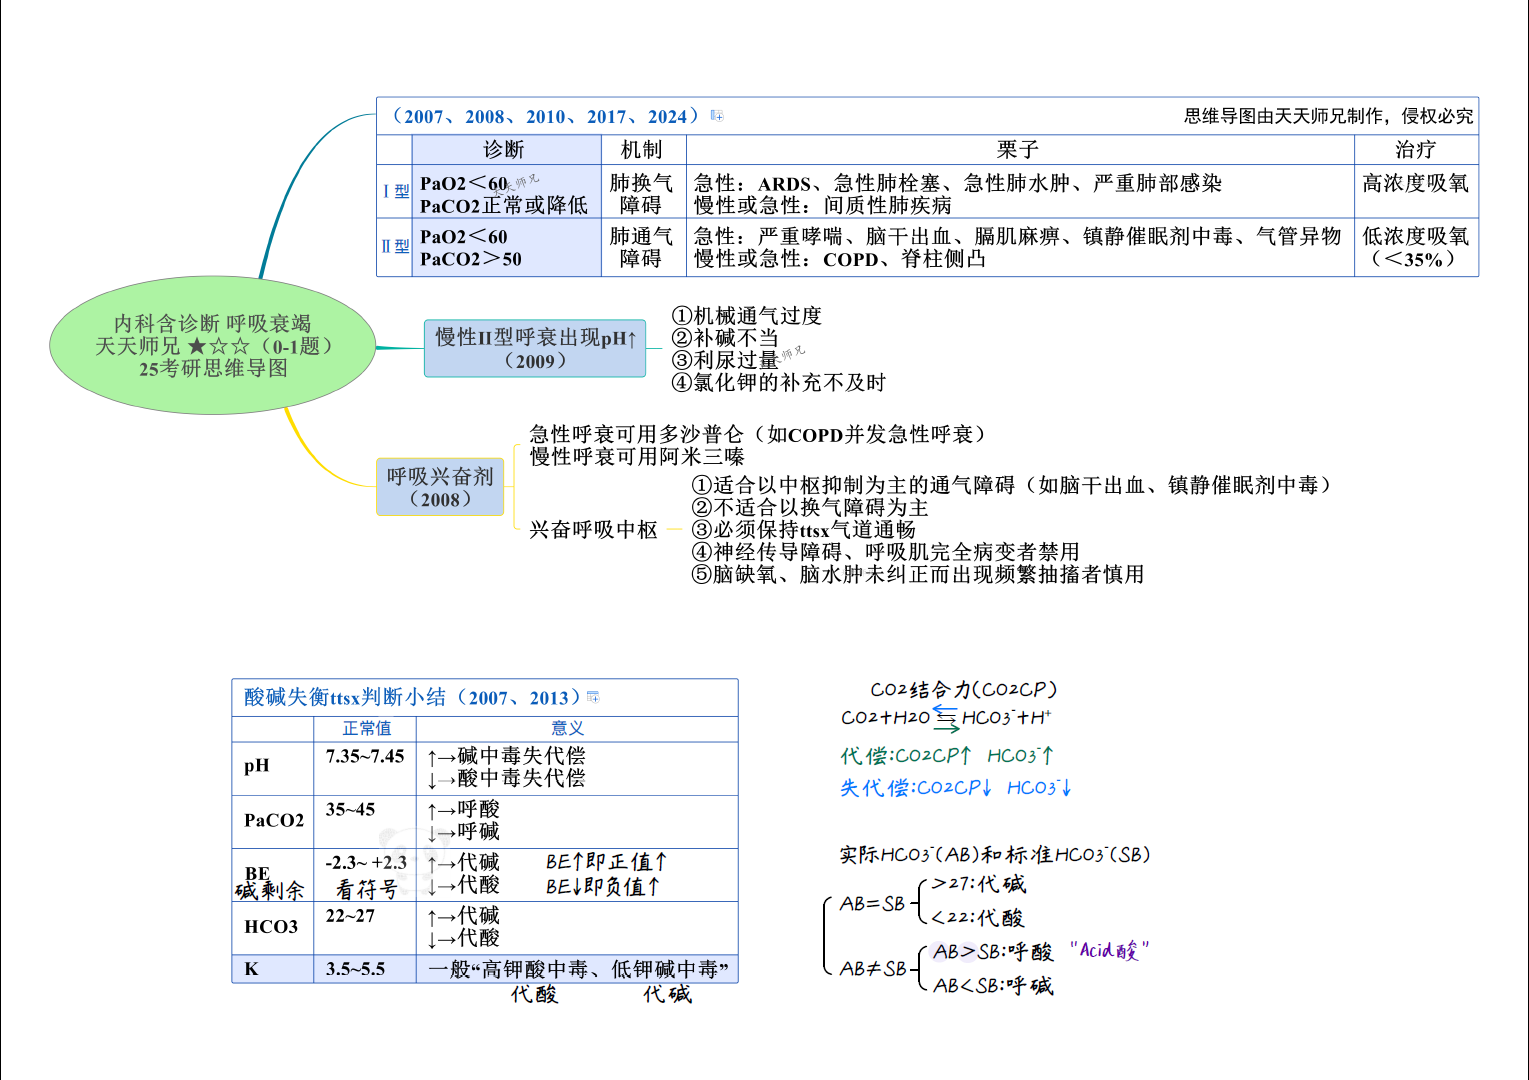 （2007、2008、2010、2017、2024）
思维导图由天天师兄制作，侵权必究
诊断 机制 栗子 治疗
Ⅰ型 PaO2＜60 肺换气 急性：ARDS、急性肺栓塞、急性肺水肿、严重肺部感染 高浓度吸氧
PaCO2正常或降低 障碍 慢性或急性：间质性肺疾病
天天师兄
Ⅱ型 PaO2＜60 肺通气 急性：严重哮喘、脑干出血、膈肌麻痹、镇静催眠剂中毒、气管异物 低浓度吸氧
PaCO2＞50 障碍 慢性或急性：COPD、脊柱侧凸 （＜35%）
内科含诊断 呼吸衰竭
天天师兄 ★☆☆（0-1题）
25考研思维导图
慢性II型呼衰出现pH↑
（2009）
①机械通气过度
②补碱不当
③利尿过量
天天师兄
④氯化钾的补充不及时
呼吸兴奋剂
（2008）
急性呼衰可用多沙普仑（如COPD并发急性呼衰）
慢性呼衰可用阿米三嗪
兴奋呼吸中枢
①适合以中枢抑制为主的通气障碍（如脑干出血、镇静催眠剂中毒）
②不适合以换气障碍为主
③必须保持ttsx气道通畅
④神经传导障碍、呼吸肌完全病变者禁用
⑤脑缺氧、脑水肿未纠正而出现频繁抽搐者慎用
酸碱失衡ttsx判断小结（2007、2013）
正常值 意义
pH 7.35~7.45 ↑→碱中毒失代偿
↓→酸中毒失代偿
PaCO2 35~45 ↑→呼酸
↓→呼碱
BE -2.3~ +2.3 ↑→代碱 BE↑即正值↑
碱剩余 看符号 ↓→代酸 BE↓即负值↑
HCO3 22~27 ↑→代碱
↓→代酸
K 3.5~5.5 一般“高钾酸中毒、低钾碱中毒”
代酸 代碱
CO2结合力(CO2CP)
CO2+H2O ⇆ HCO3⁻+H⁺
代偿:CO2CP↑ HCO3⁻↑
失代偿:CO2CP↓ HCO3⁻↓
实际HCO3⁻(AB)和标准HCO3⁻(SB)
AB=SB
>27:代碱
<22:代酸
AB≠SB
AB>SB:呼酸 "Acid酸"
AB<SB:呼碱